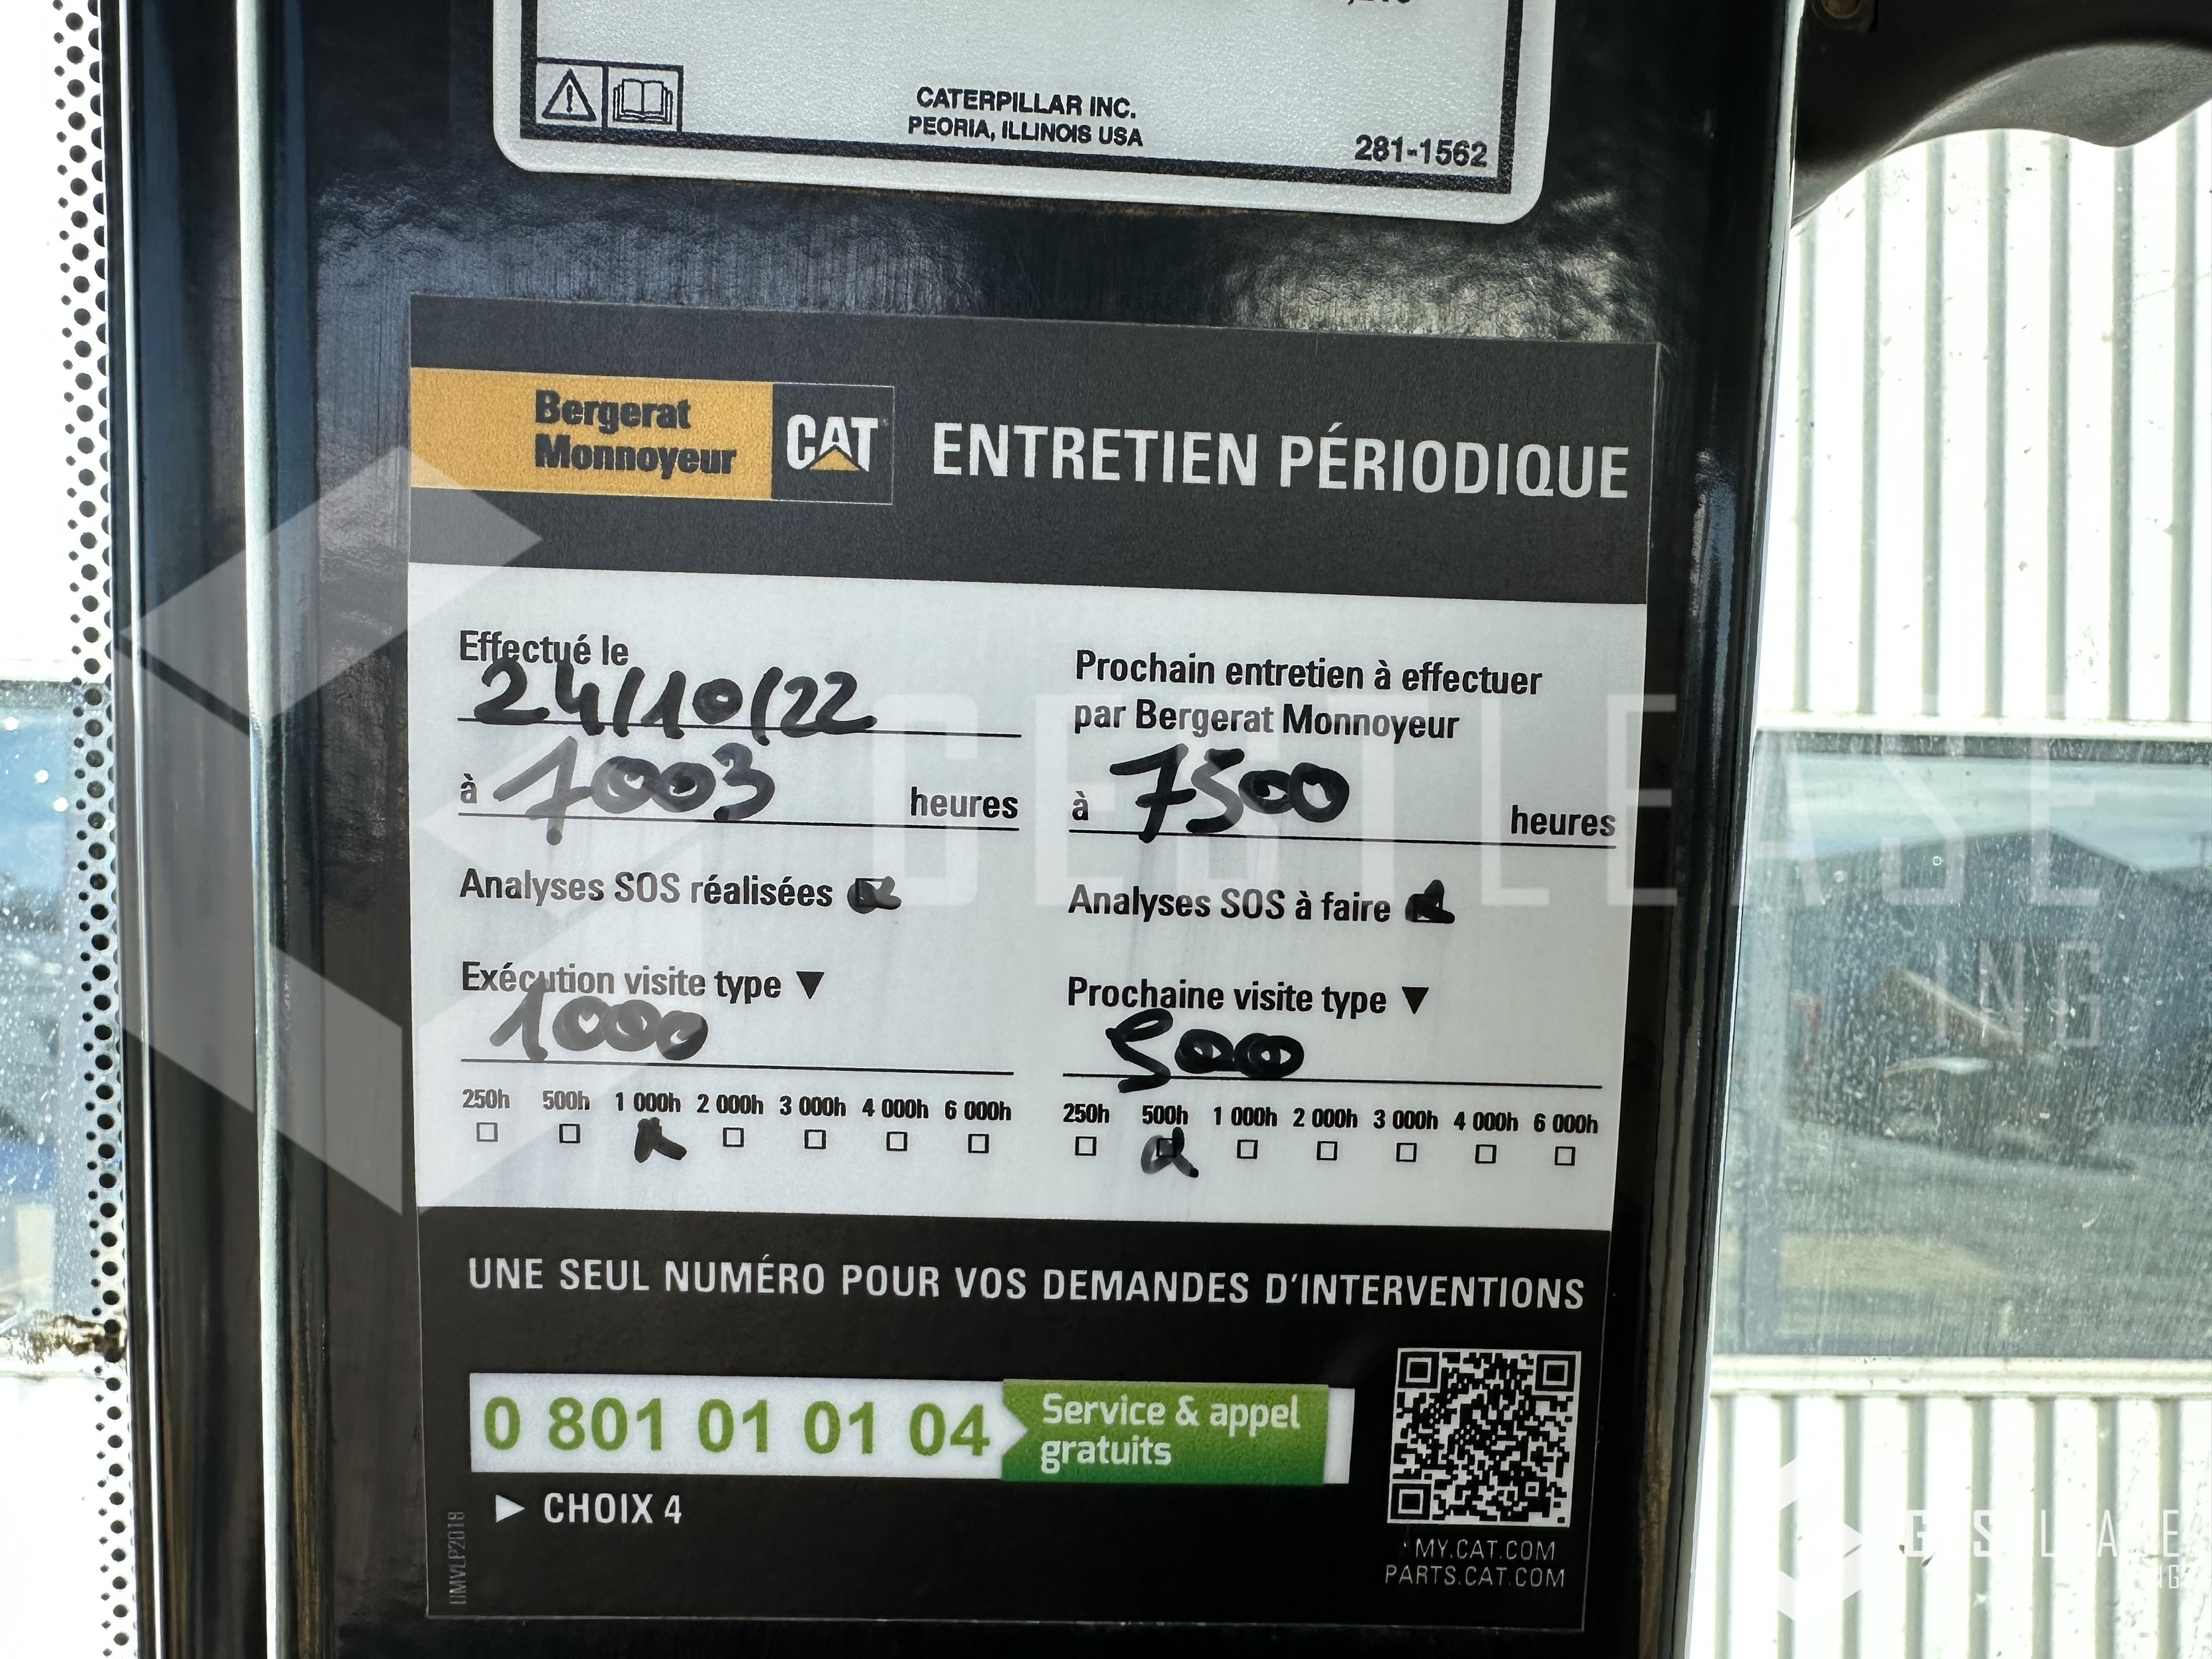 CATERPILLAR INC.
PEORIA, ILLINOIS USA
281-1562
Bergerat
Monnoyeur
CAT
ENTRETIEN PÉRIODIQUE
Effectué le
24/10/22
à 7003 heures
Analyses SOS réalisées
Exécution visite type ▼
1000
250h 500h 1 000h 2 000h 3 000h 4 000h 6 000h
Prochain entretien à effectuer
par Bergerat Monnoyeur
à 7500 heures
Analyses SOS à faire
Prochaine visite type ▼
500
250h 500h 1 000h 2 000h 3 000h 4 000h 6 000h
UNE SEUL NUMÉRO POUR VOS DEMANDES D'INTERVENTIONS
0 801 01 01 04
Service & appel
gratuits
► CHOIX 4
MY.CAT.COM
PARTS.CAT.COM
GESTLEASE
ING